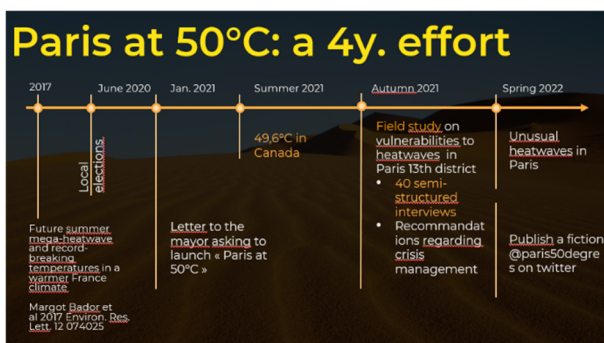 Paris at 50°C: a 4y. effort
2017
June 2020
Jan. 2021
Summer 2021
Autumn 2021
Spring 2022
Local
elections
Future summer
mega-heatwave
and record-
breaking
temperatures in a
warmer France
climate
Margot Bador et
al 2017 Environ. Res.
Lett. 12 074025
Letter to the
mayor asking to
launch « Paris at
50°C »
49,6°C in
Canada
Field study on
vulnerabilities to
heatwaves in
Paris 13th district
• 40 semi-
structured
interviews
• Recommandat
ions regarding
crisis
management
Unusual
heatwaves in
Paris
Publish a fiction
@paris50degre
s on twitter